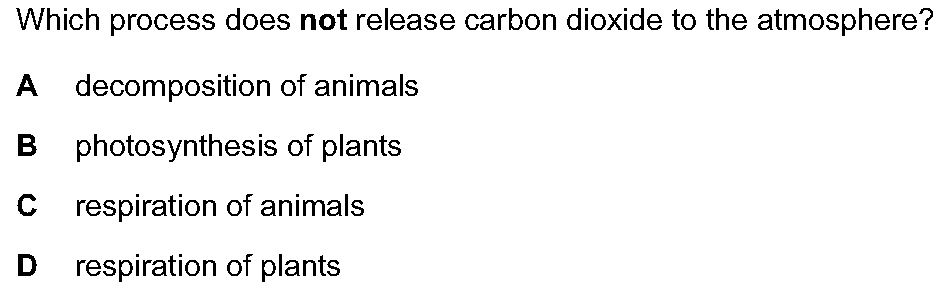 Which process does not release carbon dioxide to the atmosphere?
A decomposition of animals
B photosynthesis of plants
C respiration of animals
D respiration of plants